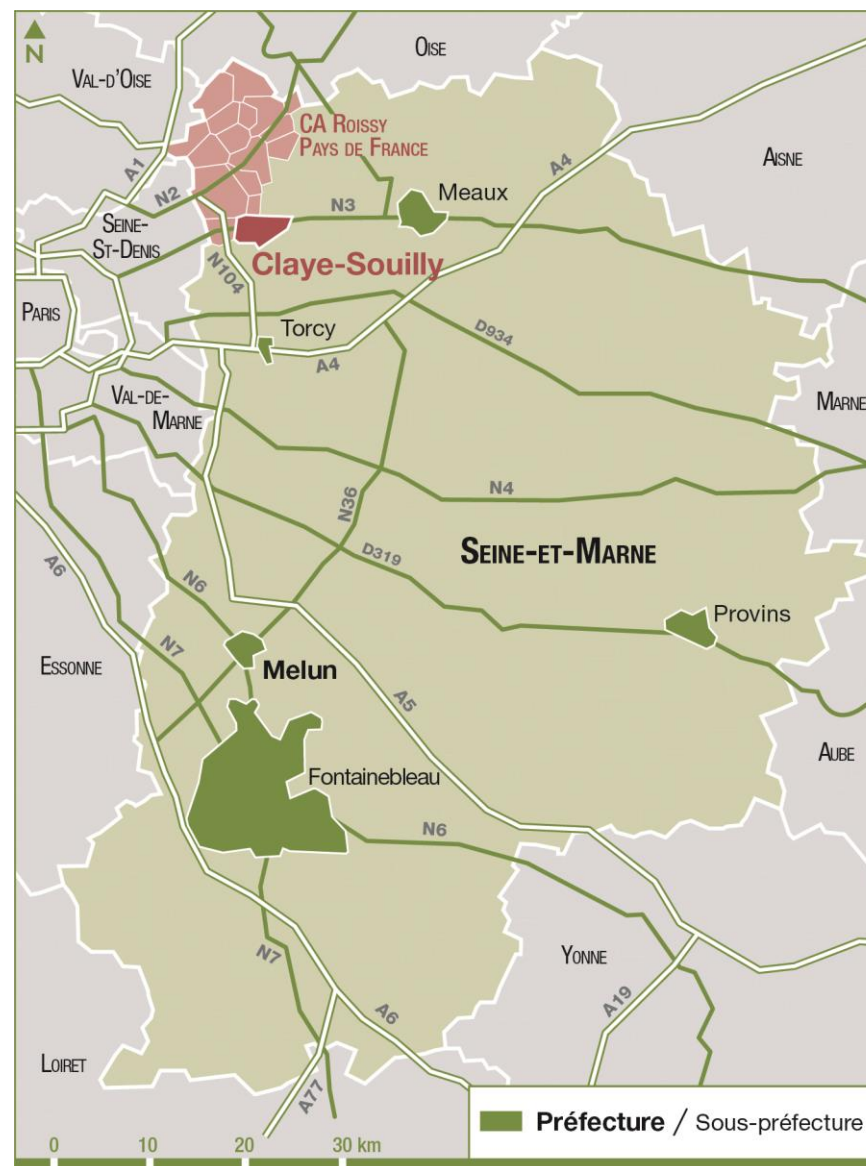 N
OISE
VAL-D'OISE
CA ROISSY
PAYS DE FRANCE
A1
A4
AISNE
N2
Meaux
N3
SEINE-
ST-DENIS
Claye-Souilly
N104
PARIS
Torcy
D934
A4
VAL-DE-
MARNE
MARNE
N4
N36
SEINE-ET-MARNE
D319
A6
N6
Provins
N7
ESSONNE
Melun
A5
AUBE
Fontainebleau
N6
N7
YONNE
A19
A6
LOIRET
A77
Préfecture / Sous-préfecture
0 10 20 30 km